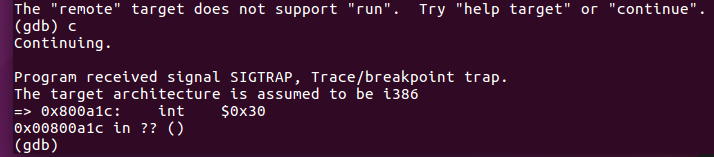 The "remote" target does not support "run".  Try "help target" or "continue".
(gdb) c
Continuing.

Program received signal SIGTRAP, Trace/breakpoint trap.
The target architecture is assumed to be i386
=> 0x800a1c:    int    $0x30
0x00800a1c in ?? ()
(gdb)